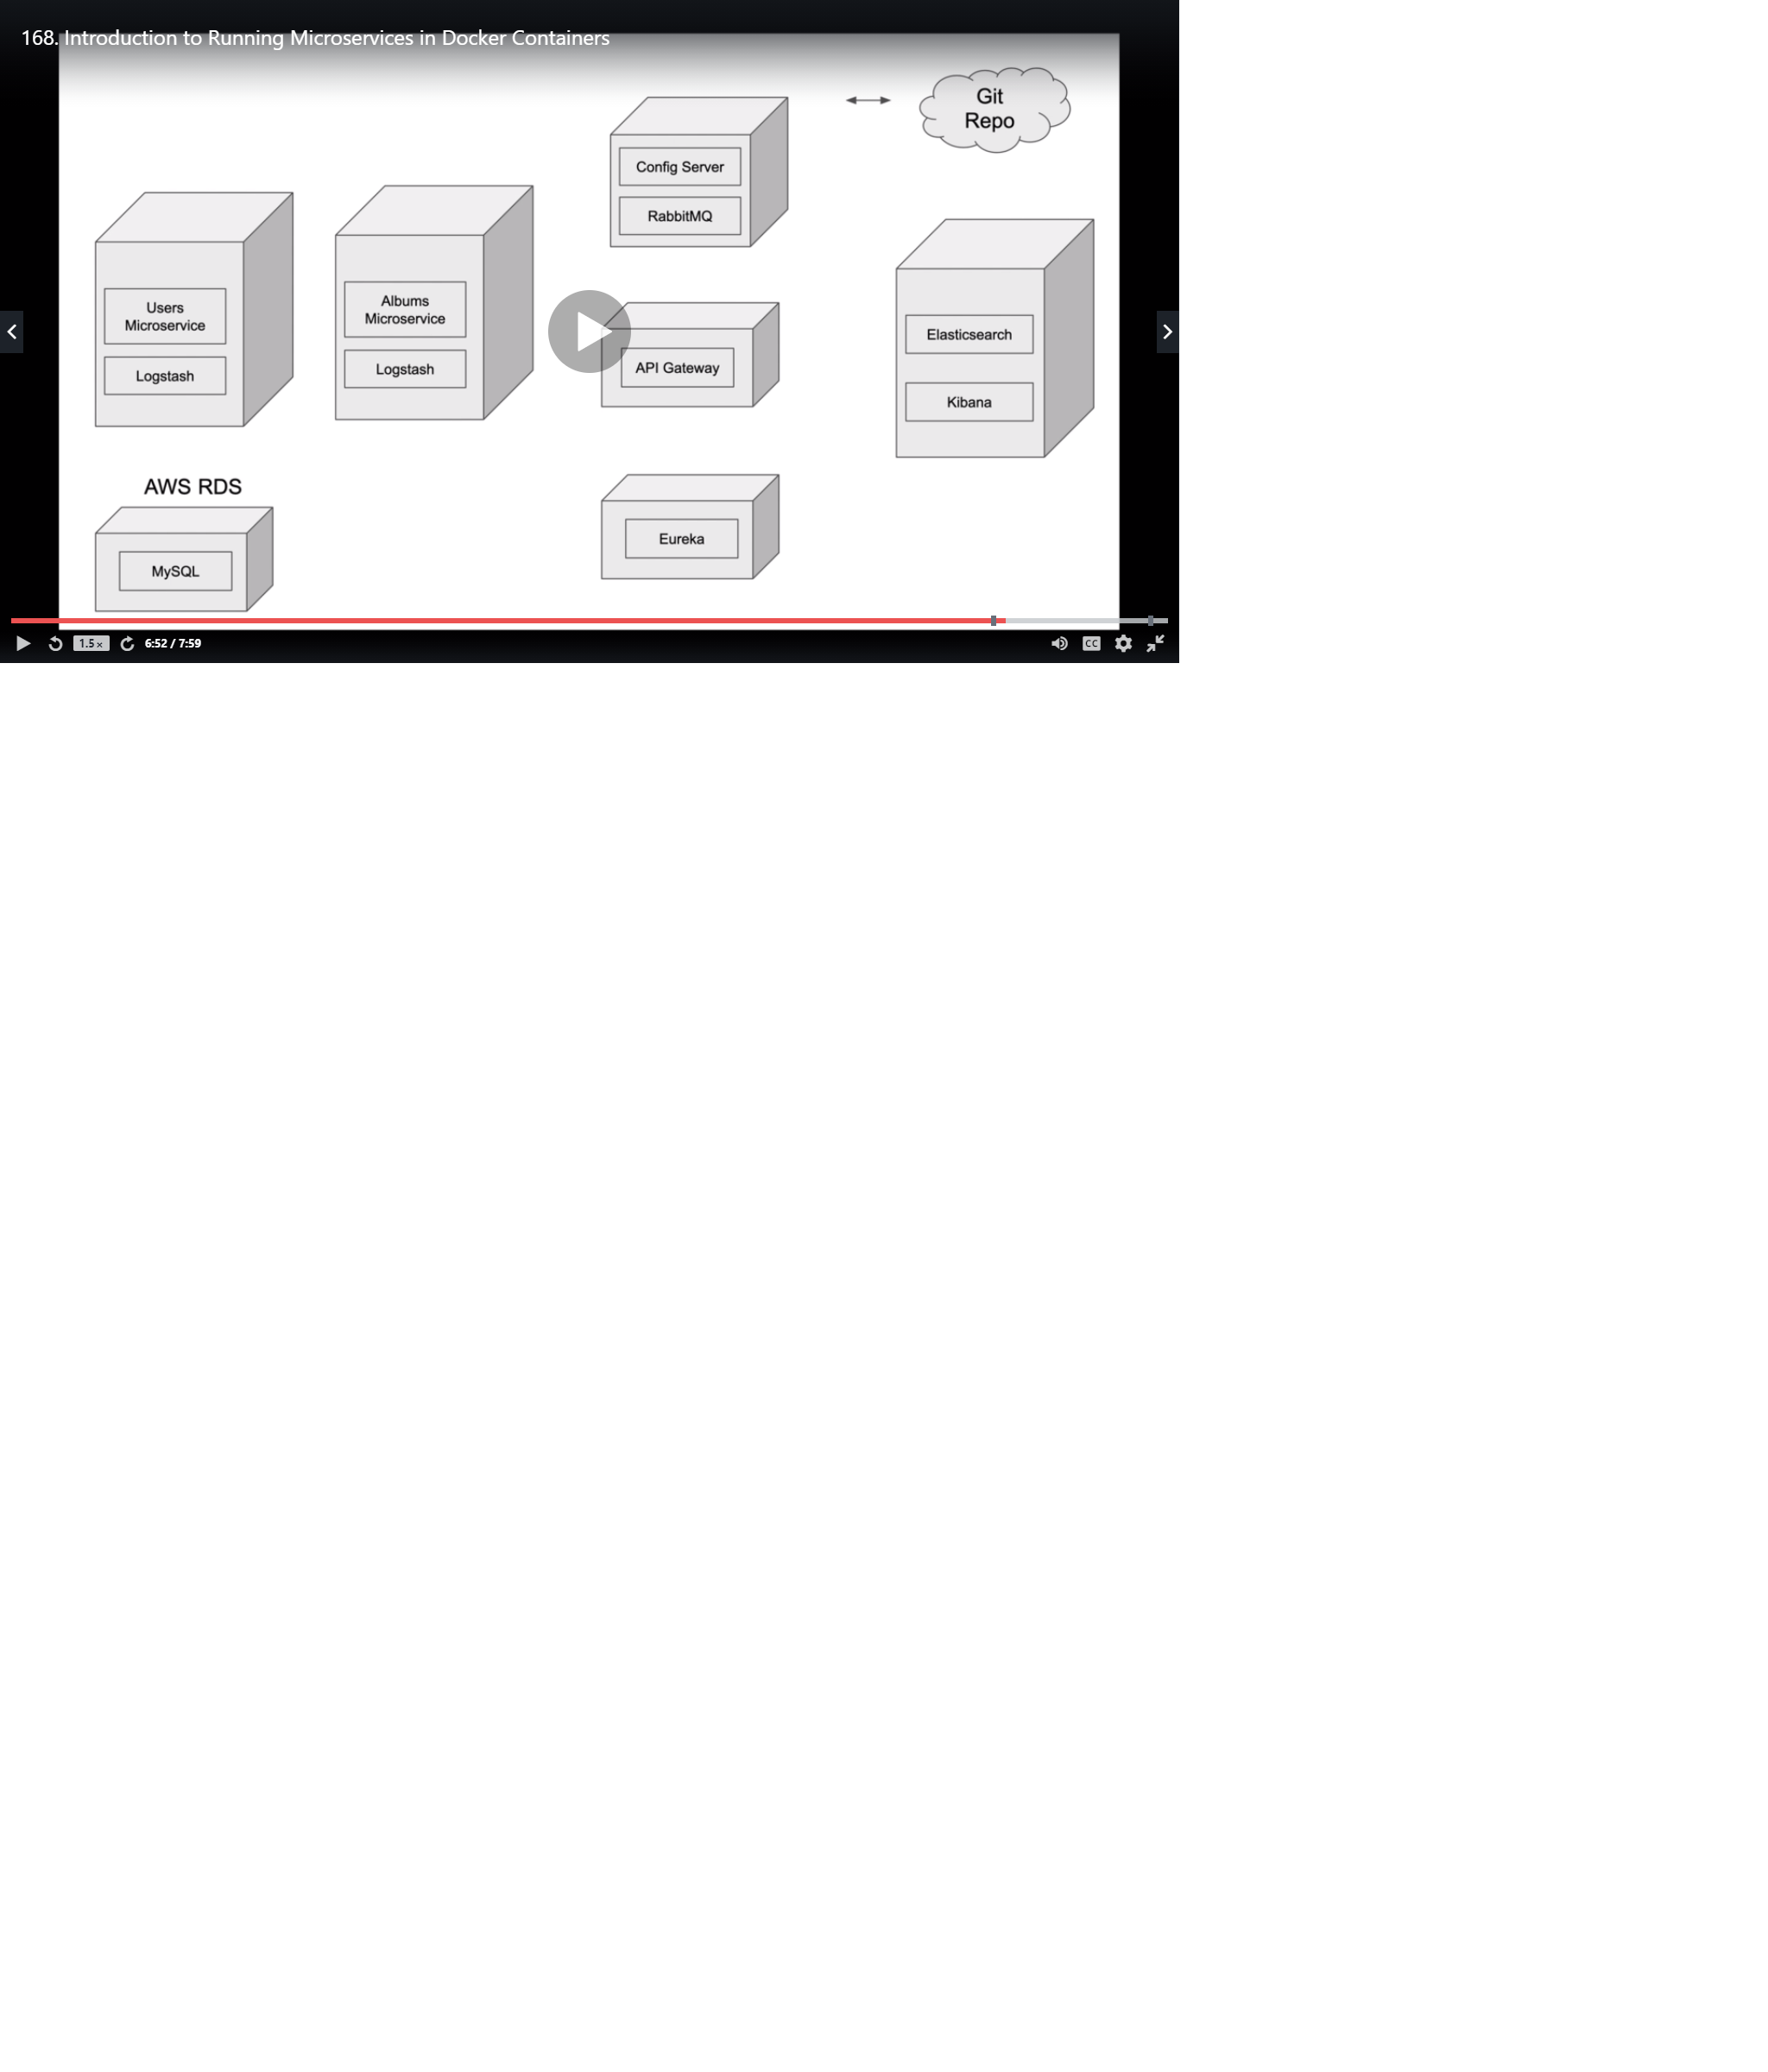 168. Introduction to Running Microservices in Docker Containers
Git
Repo
Config Server
RabbitMQ
Users
Microservice
Logstash
Albums
Microservice
Logstash
API Gateway
Elasticsearch
Kibana
AWS RDS
MySQL
Eureka
1.5x
6:52 / 7:59
CC